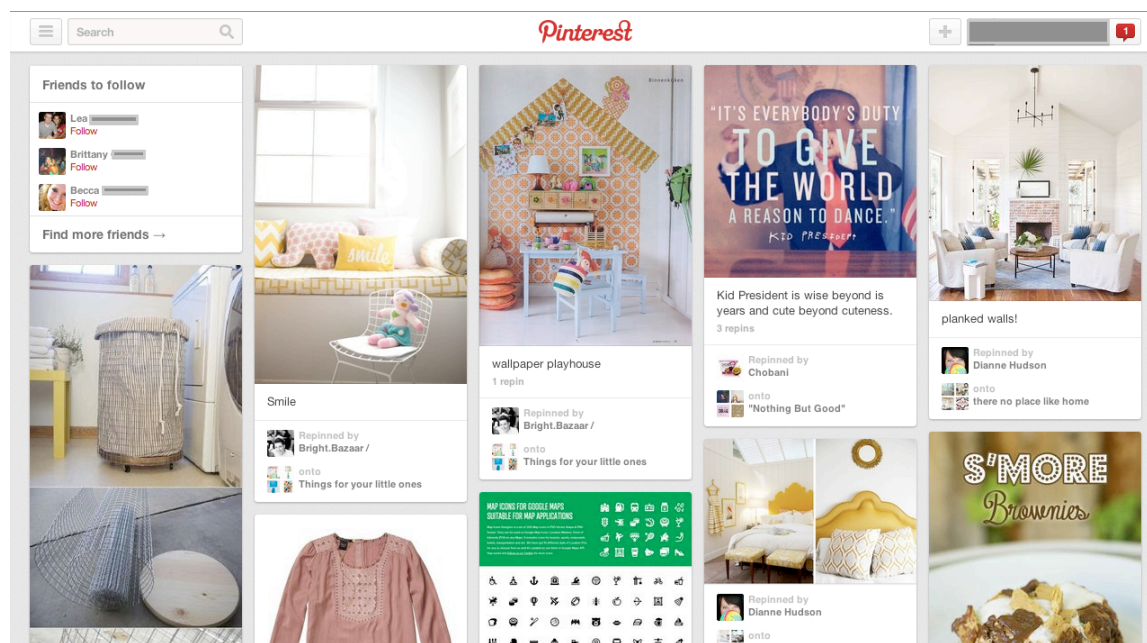 Search
Pinterest
1
Friends to follow
Lea
Follow
Brittany
Follow
Becca
Follow
Find more friends →
smile
Smile
Repinned by
Bright.Bazaar /
onto
Things for your little ones
Binnenkijken
wallpaper playhouse
1 repin
Repinned by
Bright.Bazaar /
onto
Things for your little ones
MAP ICONS FOR GOOGLE MAPS
SUITABLE FOR MAP APPLICATIONS
"IT'S EVERYBODY'S DUTY
TO GIVE
THE WORLD
A REASON TO DANCE."
KID PRESIDENT
Kid President is wise beyond is
years and cute beyond cuteness.
3 repins
Repinned by
Chobani
onto
"Nothing But Good"
Repinned by
Dianne Hudson
onto
planked walls!
Repinned by
Dianne Hudson
onto
there no place like home
S'MORE
Brownies